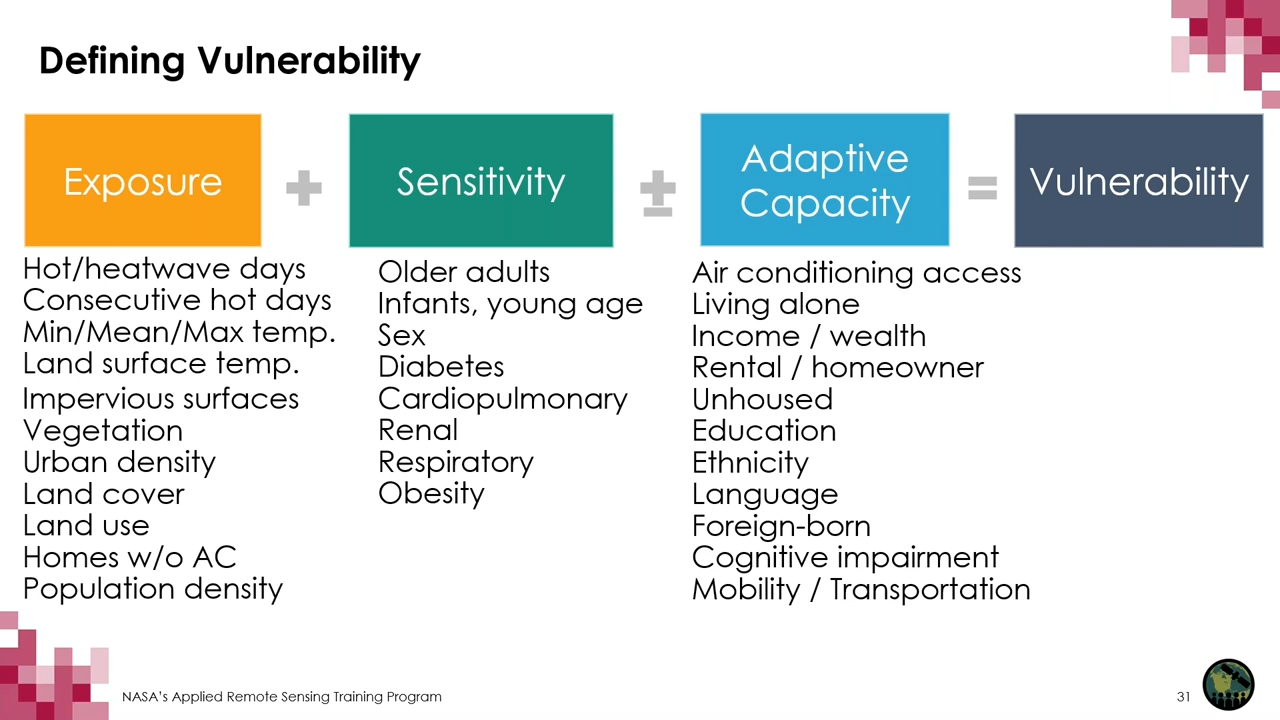 Defining Vulnerability
Exposure
+
Sensitivity
±
Adaptive
Capacity
=
Vulnerability
Hot/heatwave days
Consecutive hot days
Min/Mean/Max temp.
Land surface temp.
Impervious surfaces
Vegetation
Urban density
Land cover
Land use
Homes w/o AC
Population density
Older adults
Infants, young age
Sex
Diabetes
Cardiopulmonary
Renal
Respiratory
Obesity
Air conditioning access
Living alone
Income / wealth
Rental / homeowner
Unhoused
Education
Ethnicity
Language
Foreign-born
Cognitive impairment
Mobility / Transportation
NASA’s Applied Remote Sensing Training Program
31